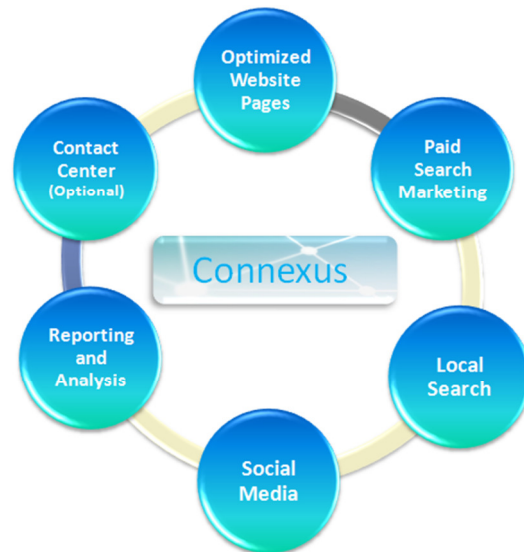 Optimized
Website
Pages
Paid
Search
Marketing
Local
Search
Social
Media
Reporting
and
Analysis
Contact
Center
(Optional)
Connexus